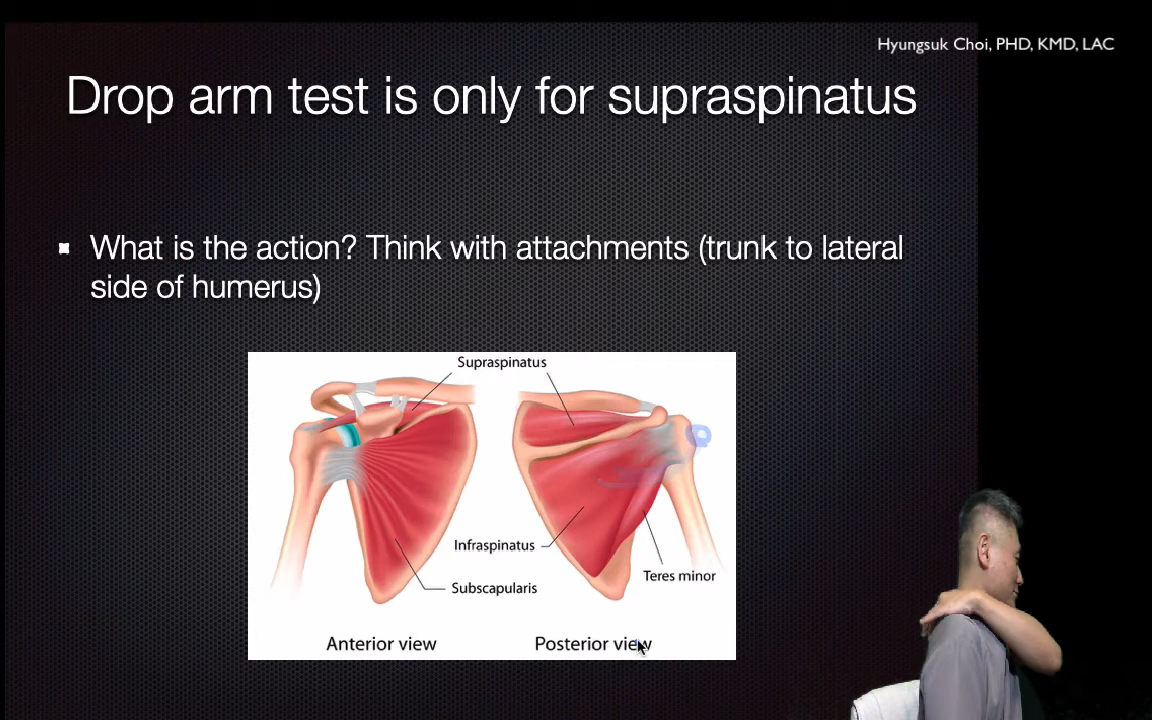 Hyungsuk Choi, PHD, KMD, LAC
Drop arm test is only for supraspinatus
What is the action? Think with attachments (trunk to lateral
side of humerus)
Supraspinatus
Infraspinatus
Subscapularis
Teres minor
Anterior view
Posterior view